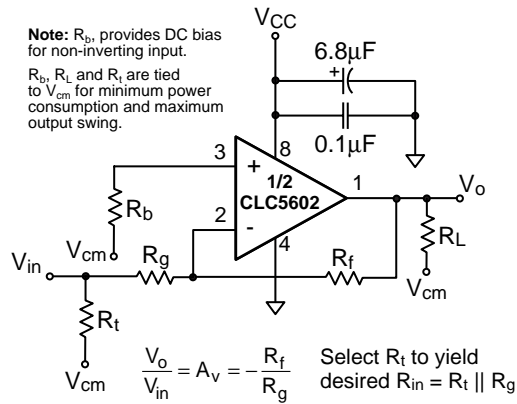 Note: Rb, provides DC bias
for non-inverting input.
Rb, RL and Rt are tied
to Vcm for minimum power
consumption and maximum
output swing.
VCC
6.8µF
+
0.1µF
3
+
8
1/2
CLC5602
1
Vo
2
-
4
Rb
Vcm
Vin
Rg
Rf
RL
Vcm
Rt
Vcm
Vo/Vin = Av = -Rf/Rg
Select Rt to yield
desired Rin = Rt || Rg